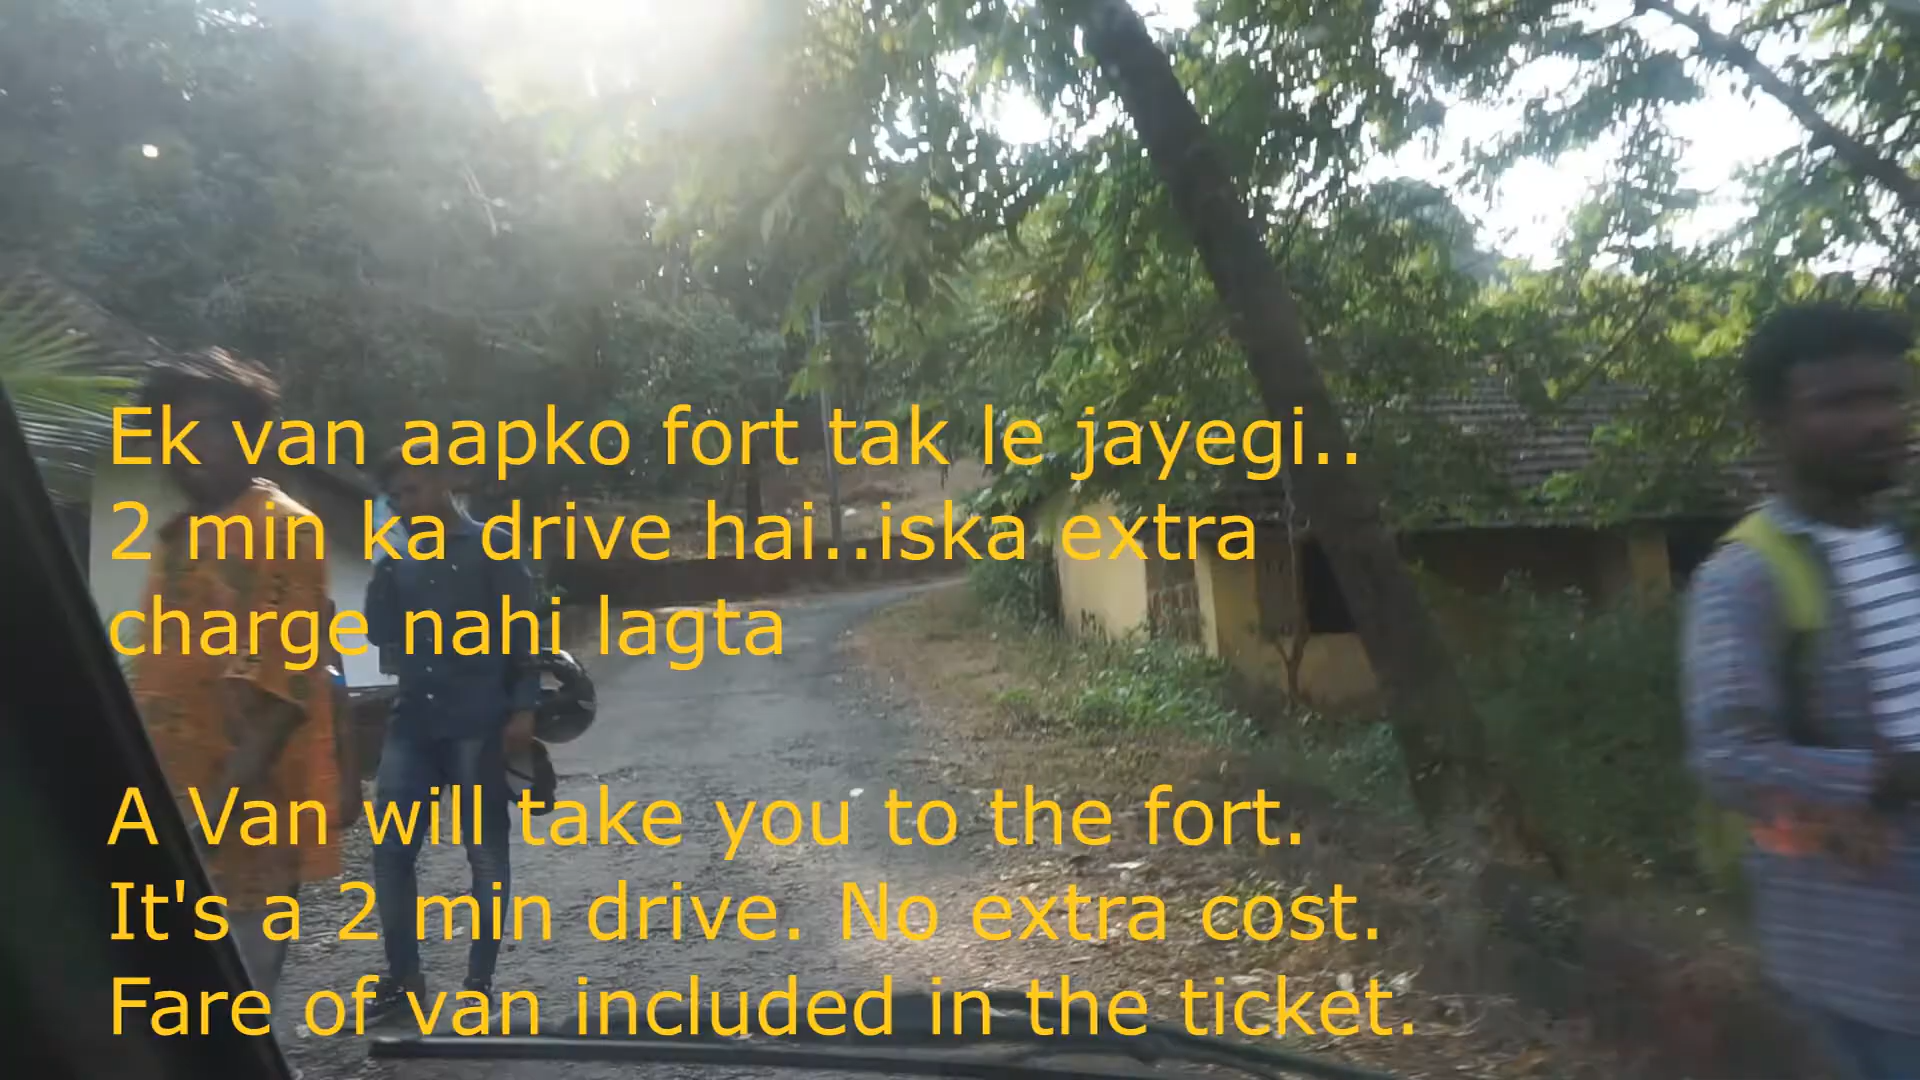 Ek van aapko fort tak le jayegi..
2 min ka drive hai..iska extra
charge nahi lagta
A Van will take you to the fort.
It's a 2 min drive. No extra cost.
Fare of van included in the ticket.